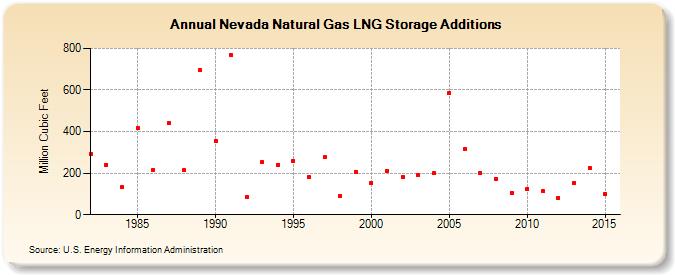 Annual Nevada Natural Gas LNG Storage Additions
Million Cubic Feet
800
600
400
200
0
1985 1990 1995 2000 2005 2010 2015
Source: U.S. Energy Information Administration